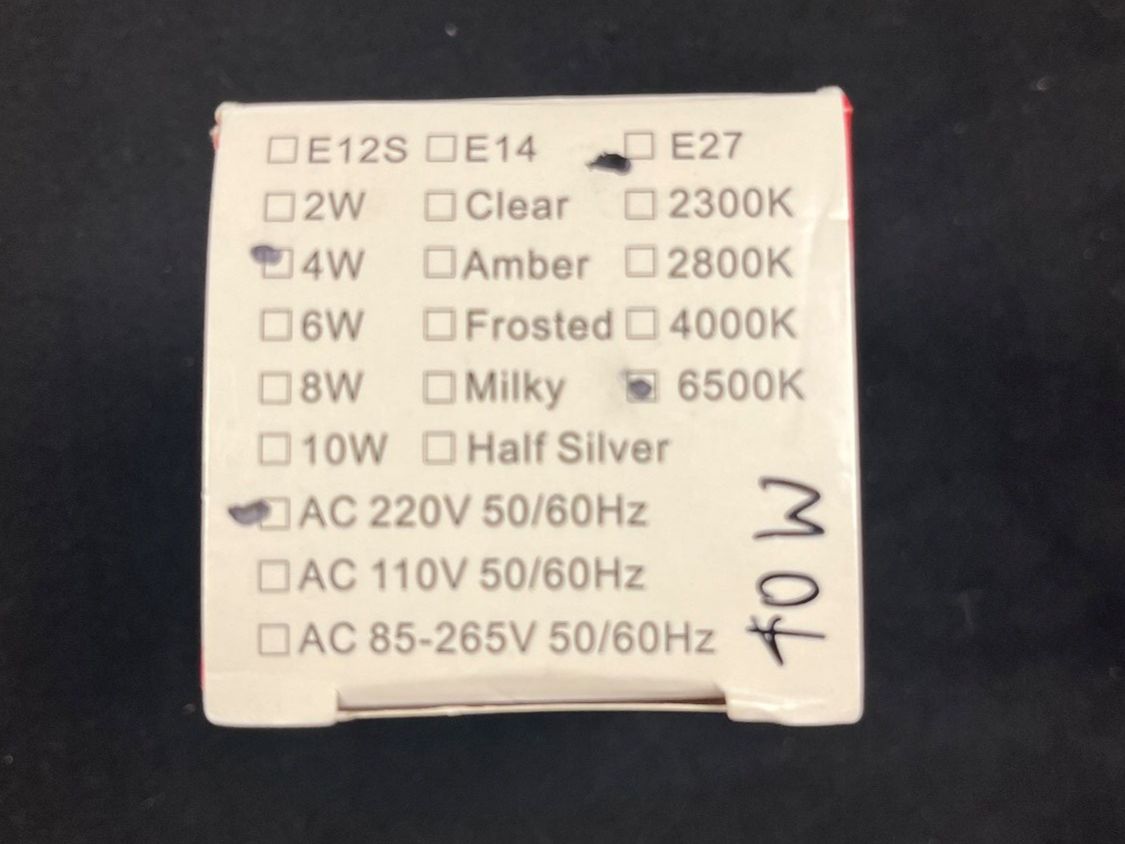 ☐E12S ☐E14 ☐ E27
☐2W ☐Clear ☐ 2300K
☐4W ☐Amber ☐ 2800K
☐6W ☐Frosted ☐ 4000K
☐8W ☐Milky ☐ 6500K
☐10W ☐Half Silver
☐AC 220V 50/60Hz
☐AC 110V 50/60Hz
☐AC 85-265V 50/60Hz
40W